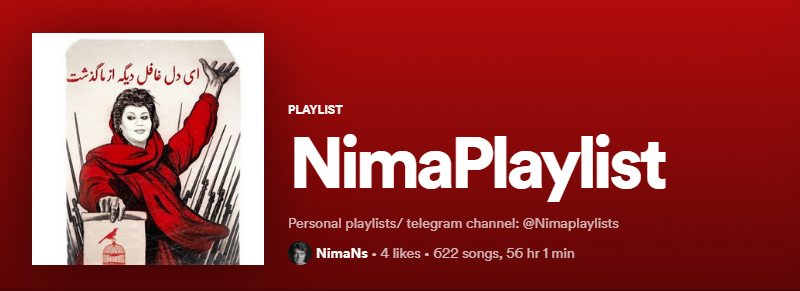 ای دل غافل دیگه از ما گذشت
PLAYLIST
NimaPlaylist
Personal playlists/ telegram channel: @Nimaplaylists
NimaNs • 4 likes • 622 songs, 56 hr 1 min